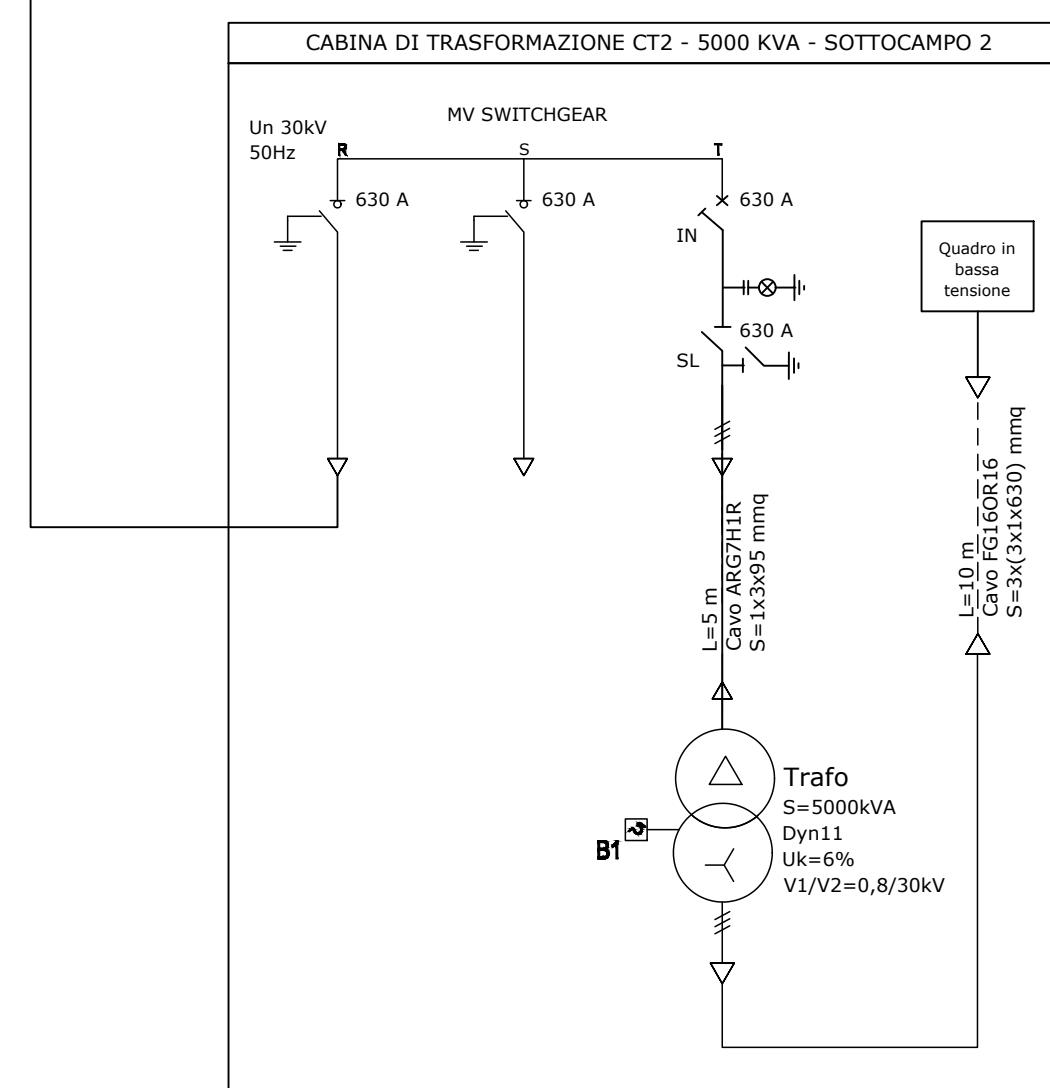 CABINA DI TRASFORMAZIONE CT2 - 5000 KVA - SOTTOCAMPO 2
MV SWITCHGEAR
Un 30kV
50Hz
R
S
T
630 A
630 A
630 A
IN
630 A
SL
Quadro in
bassa
tensione
L=5 m
Cavo ARG7H1R
S=1x3x95 mmq
L=10 m
Cavo FG16OR16
S=3x(3x1x630) mmq
Trafo
S=5000kVA
Dyn11
Uk=6%
V1/V2=0,8/30kV
B1